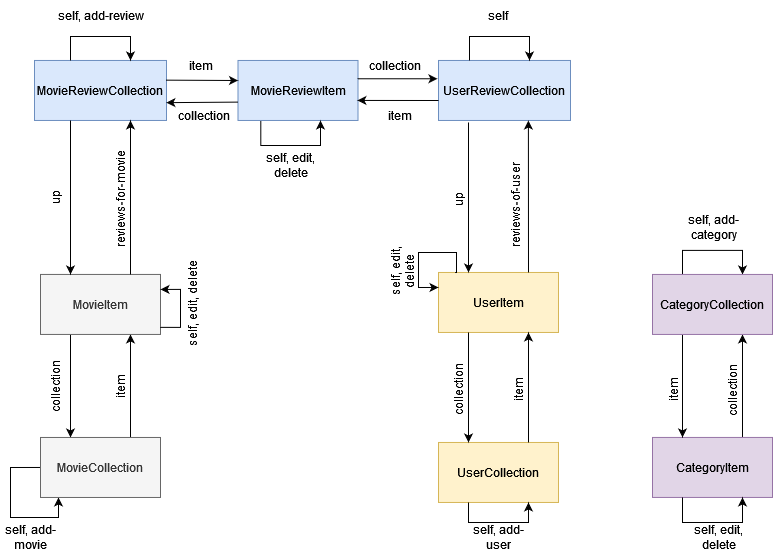 self, add-review
self
item
collection
MovieReviewCollection
MovieReviewItem
UserReviewCollection
collection
item
self, edit,
delete
up
reviews-for-movie
up
reviews-of-user
self, add-
category
self, edit,
delete
self, edit, delete
MovieItem
UserItem
CategoryCollection
collection
item
collection
item
item
collection
MovieCollection
UserCollection
CategoryItem
self, add-
movie
self, add-
user
self, edit,
delete